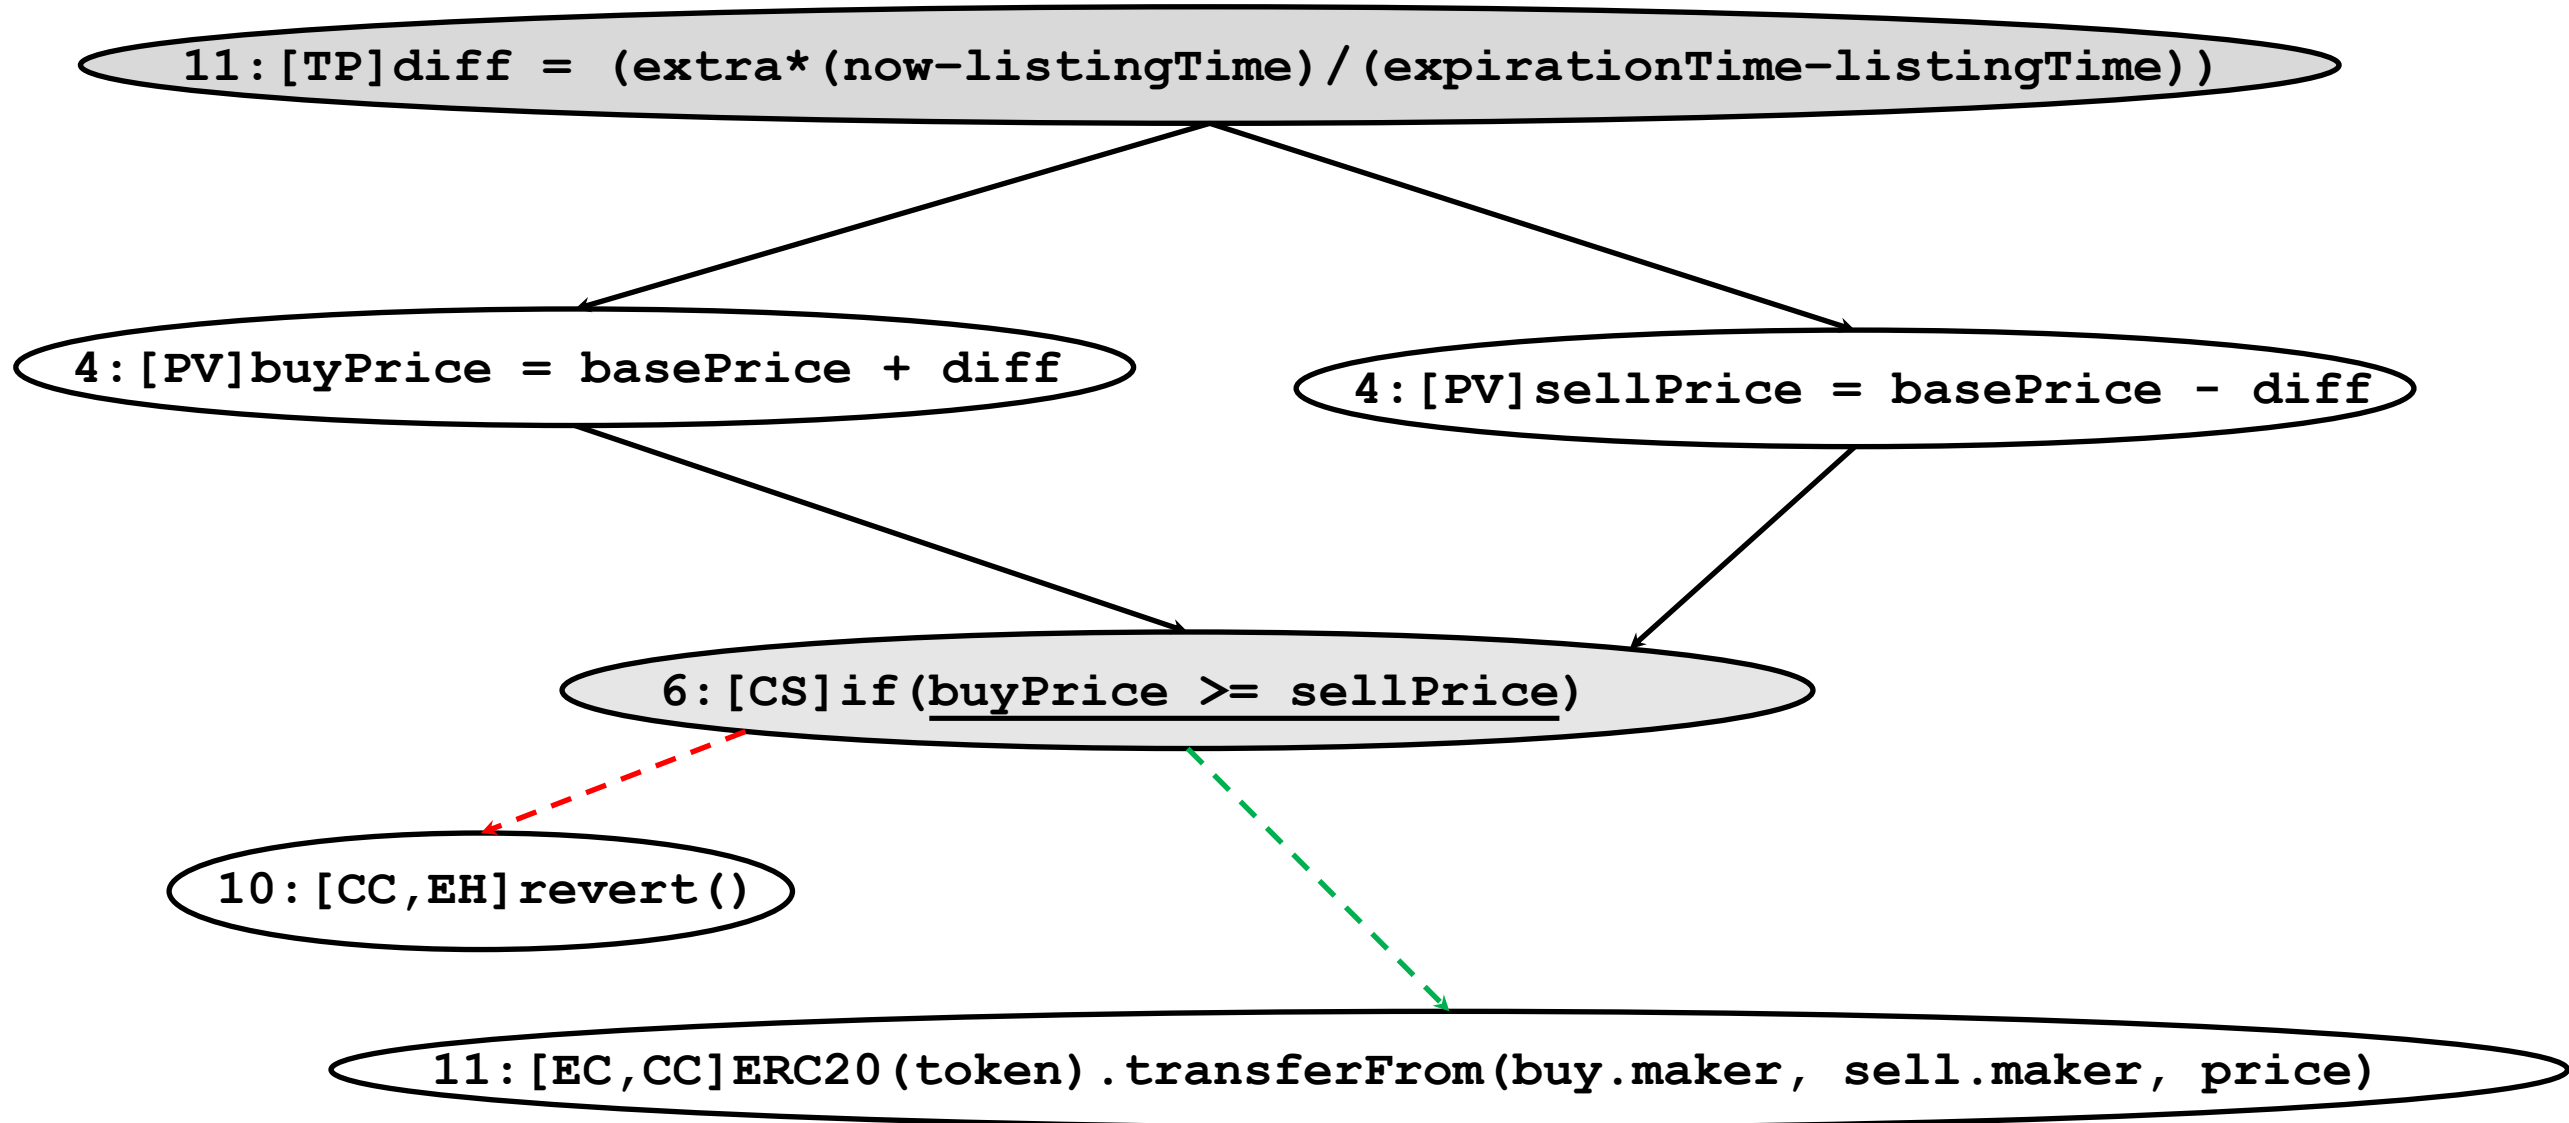 11:[TP]diff = (extra*(now-listingTime)/(expirationTime-listingTime))
4:[PV]buyPrice = basePrice + diff
4:[PV]sellPrice = basePrice - diff
6:[CS]if(buyPrice >= sellPrice)
10:[CC,EH]revert()
11:[EC,CC]ERC20(token).transferFrom(buy.maker, sell.maker, price)